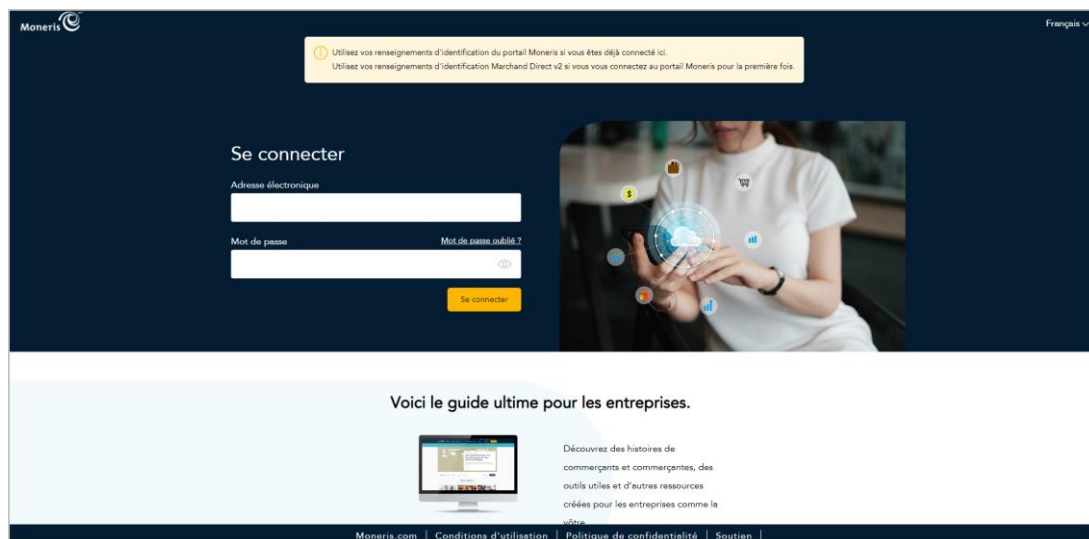 Moneris
Français
Utilisez vos renseignements d'identification du portail Moneris si vous êtes déjà connecté ici.
Utilisez vos renseignements d'identification Marchand Direct v2 si vous vous connectez au portail Moneris pour la première fois.
Se connecter
Adresse électronique
Mot de passe Mot de passe oublié ?
Se connecter
$
Voici le guide ultime pour les entreprises.
Découvrez des histoires de
commerçants et commerçantes, des
outils utiles et d'autres ressources
créées pour les entreprises comme la
vôtre
Moneris.com | Conditions d'utilisation | Politique de confidentialité | Soutien |